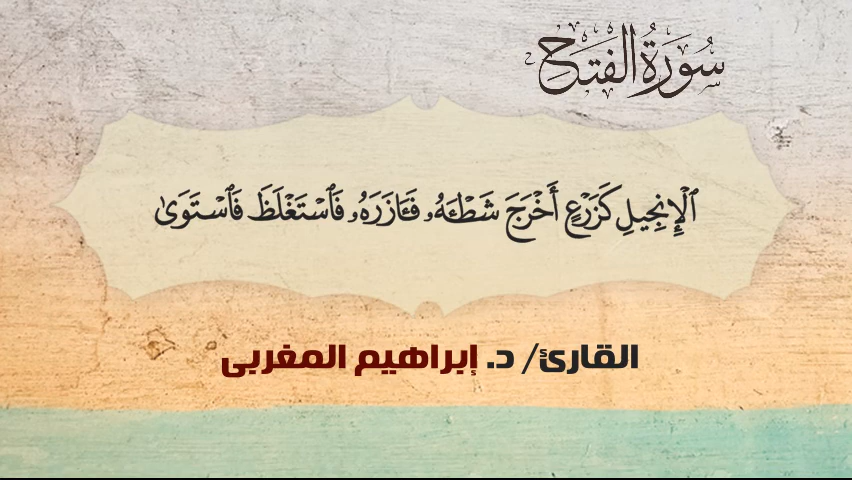 سُورَةُ الفَتْحِ
ٱلْإِنجِيلِ كَزَرْعٍ أَخْرَجَ شَطْـَٔهُۥ فَـَٔازَرَهُۥ فَٱسْتَغْلَظَ فَٱسْتَوَىٰ
القارئ/ د. إبراهيم المغربى